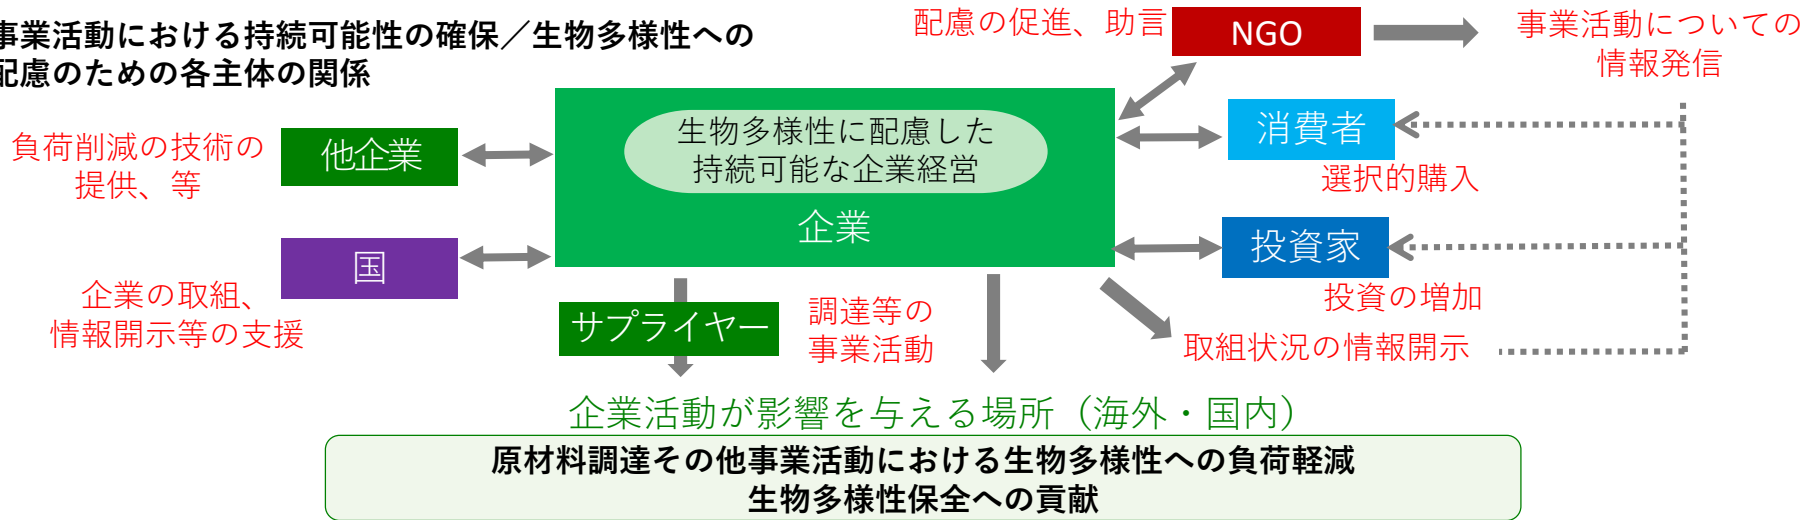 事業活動における持続可能性の確保／生物多様性への
配慮のための各主体の関係
配慮の促進、助言
NGO
事業活動についての
情報発信
負荷削減の技術の
提供、等
他企業
生物多様性に配慮した
持続可能な企業経営
企業
消費者
選択的購入
国
企業の取組、
情報開示等の支援
投資家
投資の増加
サプライヤー
調達等の
事業活動
取組状況の情報開示
企業活動が影響を与える場所（海外・国内）
原材料調達その他事業活動における生物多様性への負荷軽減
生物多様性保全への貢献